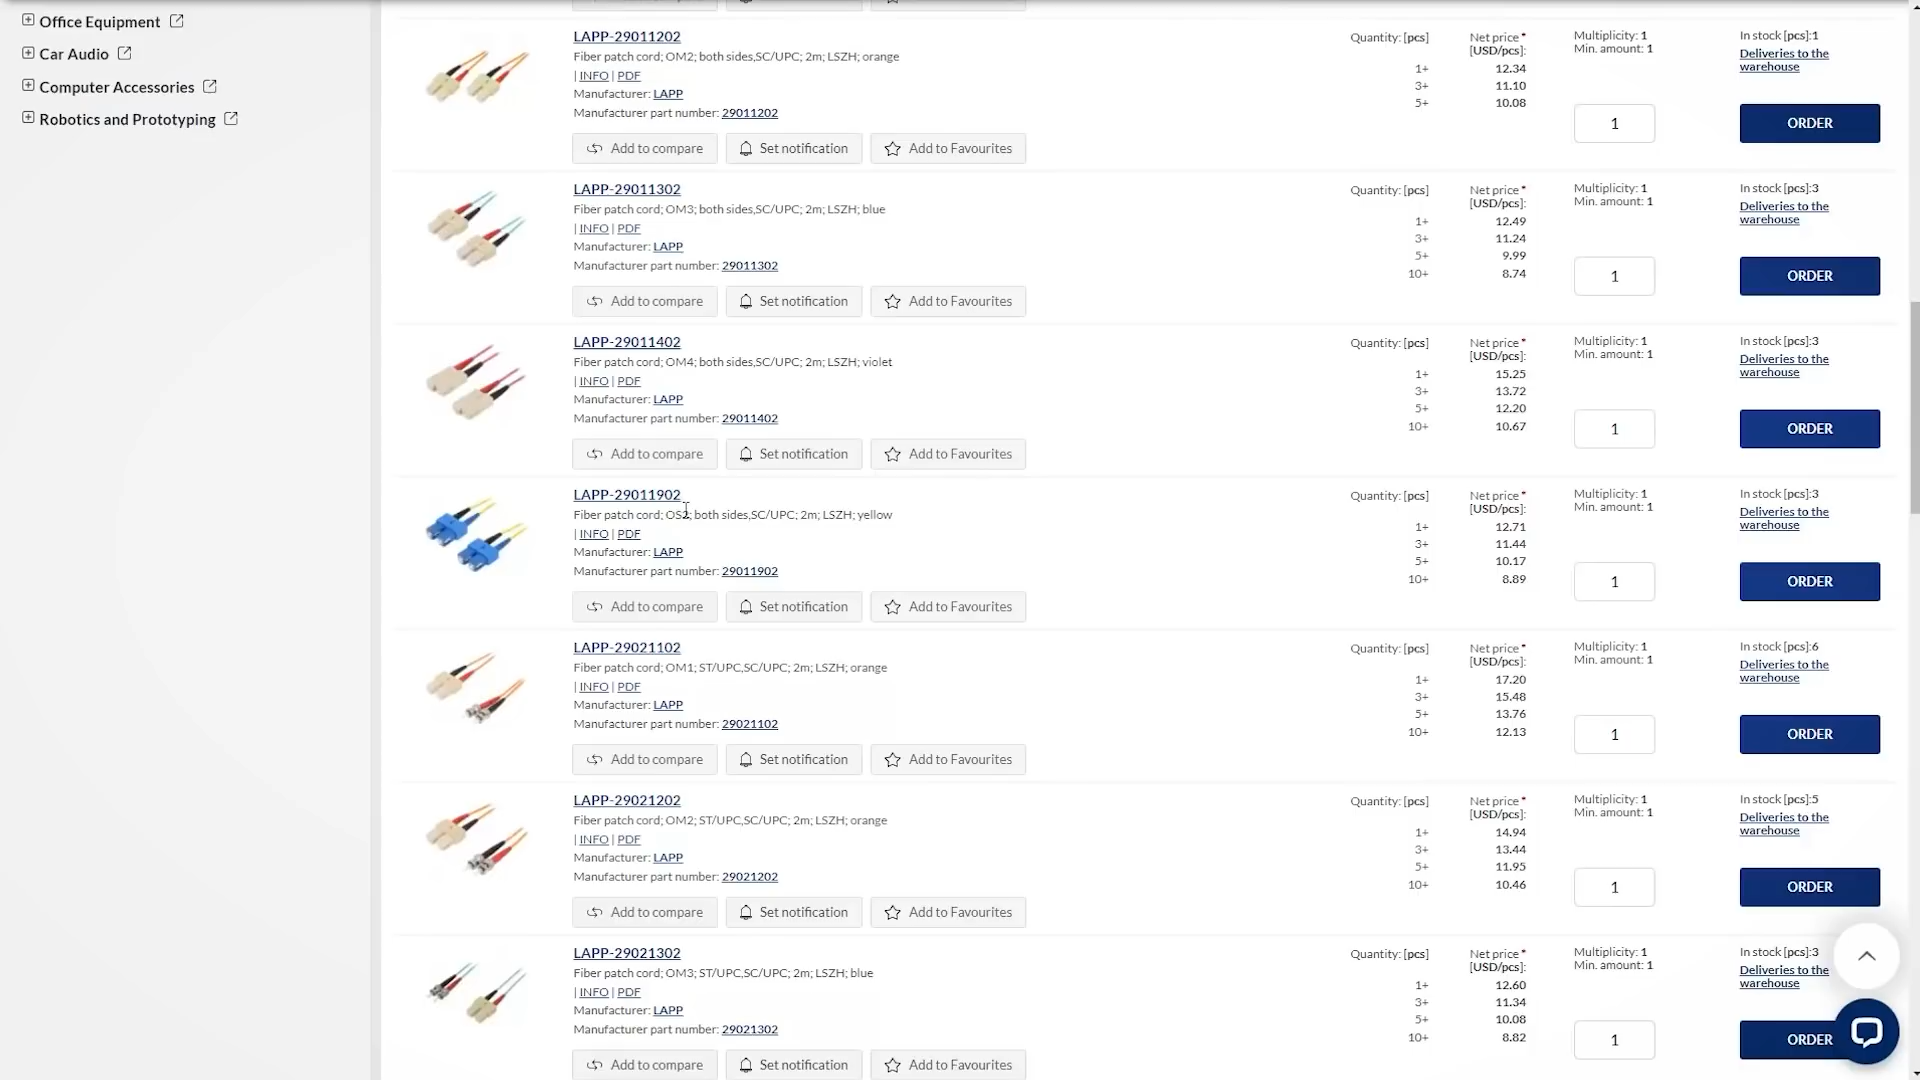 Office Equipment
Car Audio
Computer Accessories
Robotics and Prototyping
LAPP-29011202
Fiber patch cord; OM2; both sides,SC/UPC; 2m; LSZH; orange
| INFO | PDF
Manufacturer: LAPP
Manufacturer part number: 29011202
Add to compare Set notification Add to Favourites
Quantity: [pcs] Net price *
[USD/pcs]:
1+ 12.34
3+ 11.10
5+ 10.08
Multiplicity: 1
Min. amount: 1
1
In stock [pcs]:1
Deliveries to the
warehouse
ORDER
LAPP-29011302
Fiber patch cord; OM3; both sides,SC/UPC; 2m; LSZH; blue
| INFO | PDF
Manufacturer: LAPP
Manufacturer part number: 29011302
Add to compare Set notification Add to Favourites
Quantity: [pcs] Net price *
[USD/pcs]:
1+ 12.49
3+ 11.24
5+ 9.99
10+ 8.74
Multiplicity: 1
Min. amount: 1
1
In stock [pcs]:3
Deliveries to the
warehouse
ORDER
LAPP-29011402
Fiber patch cord; OM4; both sides,SC/UPC; 2m; LSZH; violet
| INFO | PDF
Manufacturer: LAPP
Manufacturer part number: 29011402
Add to compare Set notification Add to Favourites
Quantity: [pcs] Net price *
[USD/pcs]:
1+ 15.25
3+ 13.72
5+ 12.20
10+ 10.67
Multiplicity: 1
Min. amount: 1
1
In stock [pcs]:3
Deliveries to the
warehouse
ORDER
LAPP-29011902
Fiber patch cord; OS2; both sides,SC/UPC; 2m; LSZH; yellow
| INFO | PDF
Manufacturer: LAPP
Manufacturer part number: 29011902
Add to compare Set notification Add to Favourites
Quantity: [pcs] Net price *
[USD/pcs]:
1+ 12.71
3+ 11.44
5+ 10.17
10+ 8.89
Multiplicity: 1
Min. amount: 1
1
In stock [pcs]:3
Deliveries to the
warehouse
ORDER
LAPP-29021102
Fiber patch cord; OM1; ST/UPC,SC/UPC; 2m; LSZH; orange
| INFO | PDF
Manufacturer: LAPP
Manufacturer part number: 29021102
Add to compare Set notification Add to Favourites
Quantity: [pcs] Net price *
[USD/pcs]:
1+ 17.20
3+ 15.48
5+ 13.76
10+ 12.13
Multiplicity: 1
Min. amount: 1
1
In stock [pcs]:6
Deliveries to the
warehouse
ORDER
LAPP-29021202
Fiber patch cord; OM2; ST/UPC,SC/UPC; 2m; LSZH; orange
| INFO | PDF
Manufacturer: LAPP
Manufacturer part number: 29021202
Add to compare Set notification Add to Favourites
Quantity: [pcs] Net price *
[USD/pcs]:
1+ 14.94
3+ 13.44
5+ 11.95
10+ 10.46
Multiplicity: 1
Min. amount: 1
1
In stock [pcs]:5
Deliveries to the
warehouse
ORDER
LAPP-29021302
Fiber patch cord; OM3; ST/UPC,SC/UPC; 2m; LSZH; blue
| INFO | PDF
Manufacturer: LAPP
Manufacturer part number: 29021302
Add to compare Set notification Add to Favourites
Quantity: [pcs] Net price *
[USD/pcs]:
1+ 12.60
3+ 11.34
5+ 10.08
10+ 8.82
Multiplicity: 1
Min. amount: 1
1
In stock [pcs]:3
Deliveries to the
warehouse
ORDER